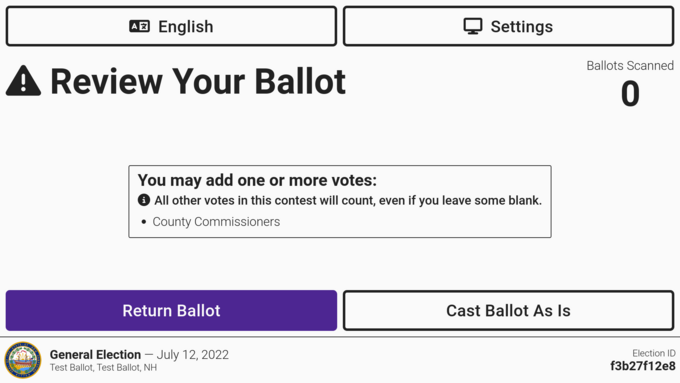 English
Settings
Review Your Ballot
Ballots Scanned
0
You may add one or more votes:
All other votes in this contest will count, even if you leave some blank.
• County Commissioners
Return Ballot
Cast Ballot As Is
General Election — July 12, 2022
Test Ballot, Test Ballot, NH
Election ID
f3b27f12e8